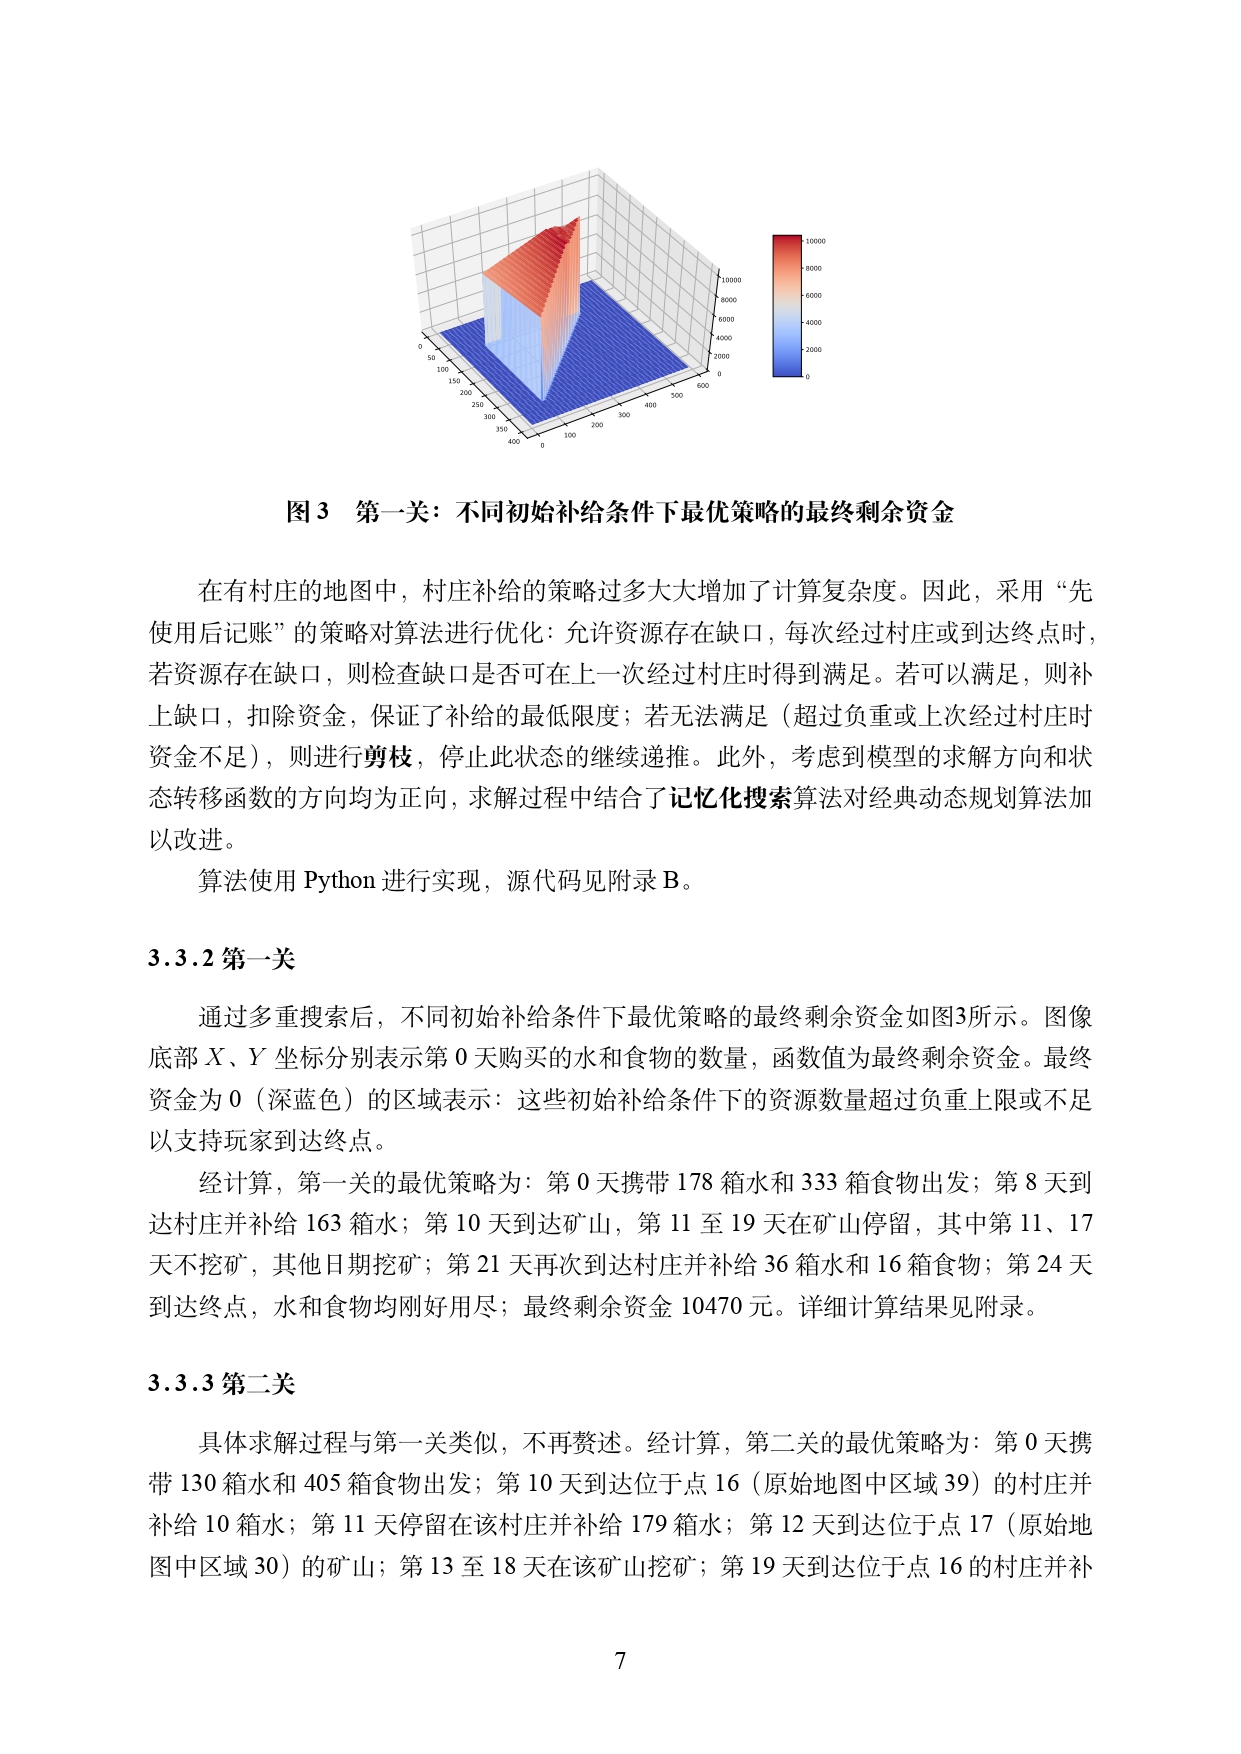 10000
8000
6000
4000
2000
0
0
50
100
150
200
250
300
350
400
0
100
200
300
400
500
600
10000
8000
6000
4000
2000
0
图 3 第一关：不同初始补给条件下最优策略的最终剩余资金
在有村庄的地图中，村庄补给的策略过多大大增加了计算复杂度。因此，采用“先
使用后记账”的策略对算法进行优化：允许资源存在缺口，每次经过村庄或到达终点时，
若资源存在缺口，则检查缺口是否可在上一次经过村庄时得到满足。若可以满足，则补
上缺口，扣除资金，保证了补给的最低限度；若无法满足（超过负重或上次经过村庄时
资金不足），则进行剪枝，停止此状态的继续递推。此外，考虑到模型的求解方向和状
态转移函数的方向均为正向，求解过程中结合了记忆化搜索算法对经典动态规划算法加
以改进。
算法使用 Python 进行实现，源代码见附录 B。
3.3.2 第一关
通过多重搜索后，不同初始补给条件下最优策略的最终剩余资金如图3所示。图像
底部 X、Y 坐标分别表示第 0 天购买的水和食物的数量，函数值为最终剩余资金。最终
资金为 0（深蓝色）的区域表示：这些初始补给条件下的资源数量超过负重上限或不足
以支持玩家到达终点。
经计算，第一关的最优策略为：第 0 天携带 178 箱水和 333 箱食物出发；第 8 天到
达村庄并补给 163 箱水；第 10 天到达矿山，第 11 至 19 天在矿山停留，其中第 11、17
天不挖矿，其他日期挖矿；第 21 天再次到达村庄并补给 36 箱水和 16 箱食物；第 24 天
到达终点，水和食物均刚好用尽；最终剩余资金 10470 元。详细计算结果见附录。
3.3.3 第二关
具体求解过程与第一关类似，不再赘述。经计算，第二关的最优策略为：第 0 天携
带 130 箱水和 405 箱食物出发；第 10 天到达位于点 16（原始地图中区域 39）的村庄并
补给 10 箱水；第 11 天停留在该村庄并补给 179 箱水；第 12 天到达位于点 17（原始地
图中区域 30）的矿山；第 13 至 18 天在该矿山挖矿；第 19 天到达位于点 16 的村庄并补
7